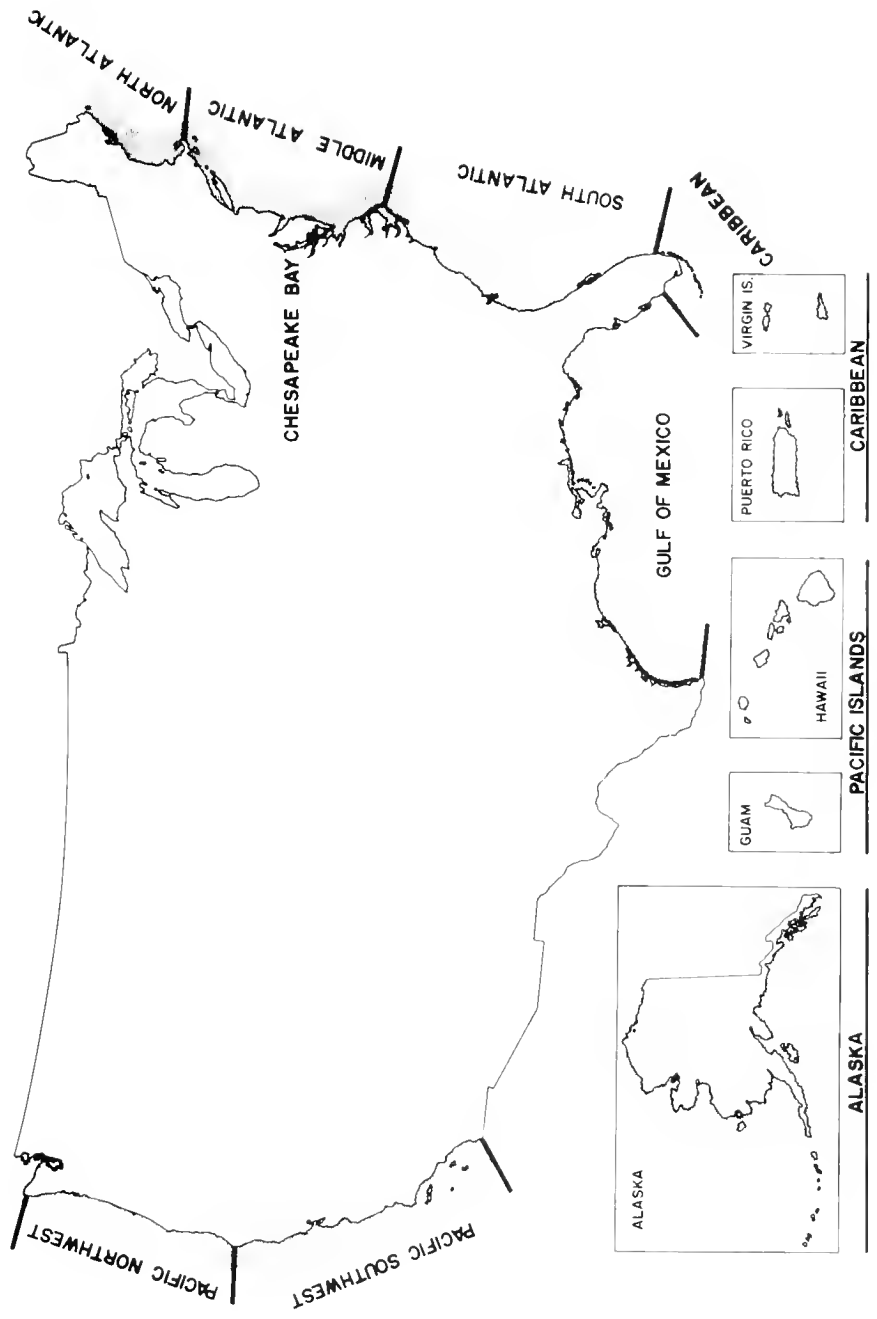 NORTH ATLANTIC
MIDDLE ATLANTIC
SOUTH ATLANTIC
CARIBBEAN
CHESAPEAKE BAY
GULF OF MEXICO
PACIFIC NORTHWEST
PACIFIC SOUTHWEST
ALASKA
ALASKA
GUAM
HAWAII
PACIFIC ISLANDS
PUERTO RICO
VIRGIN IS.
CARIBBEAN